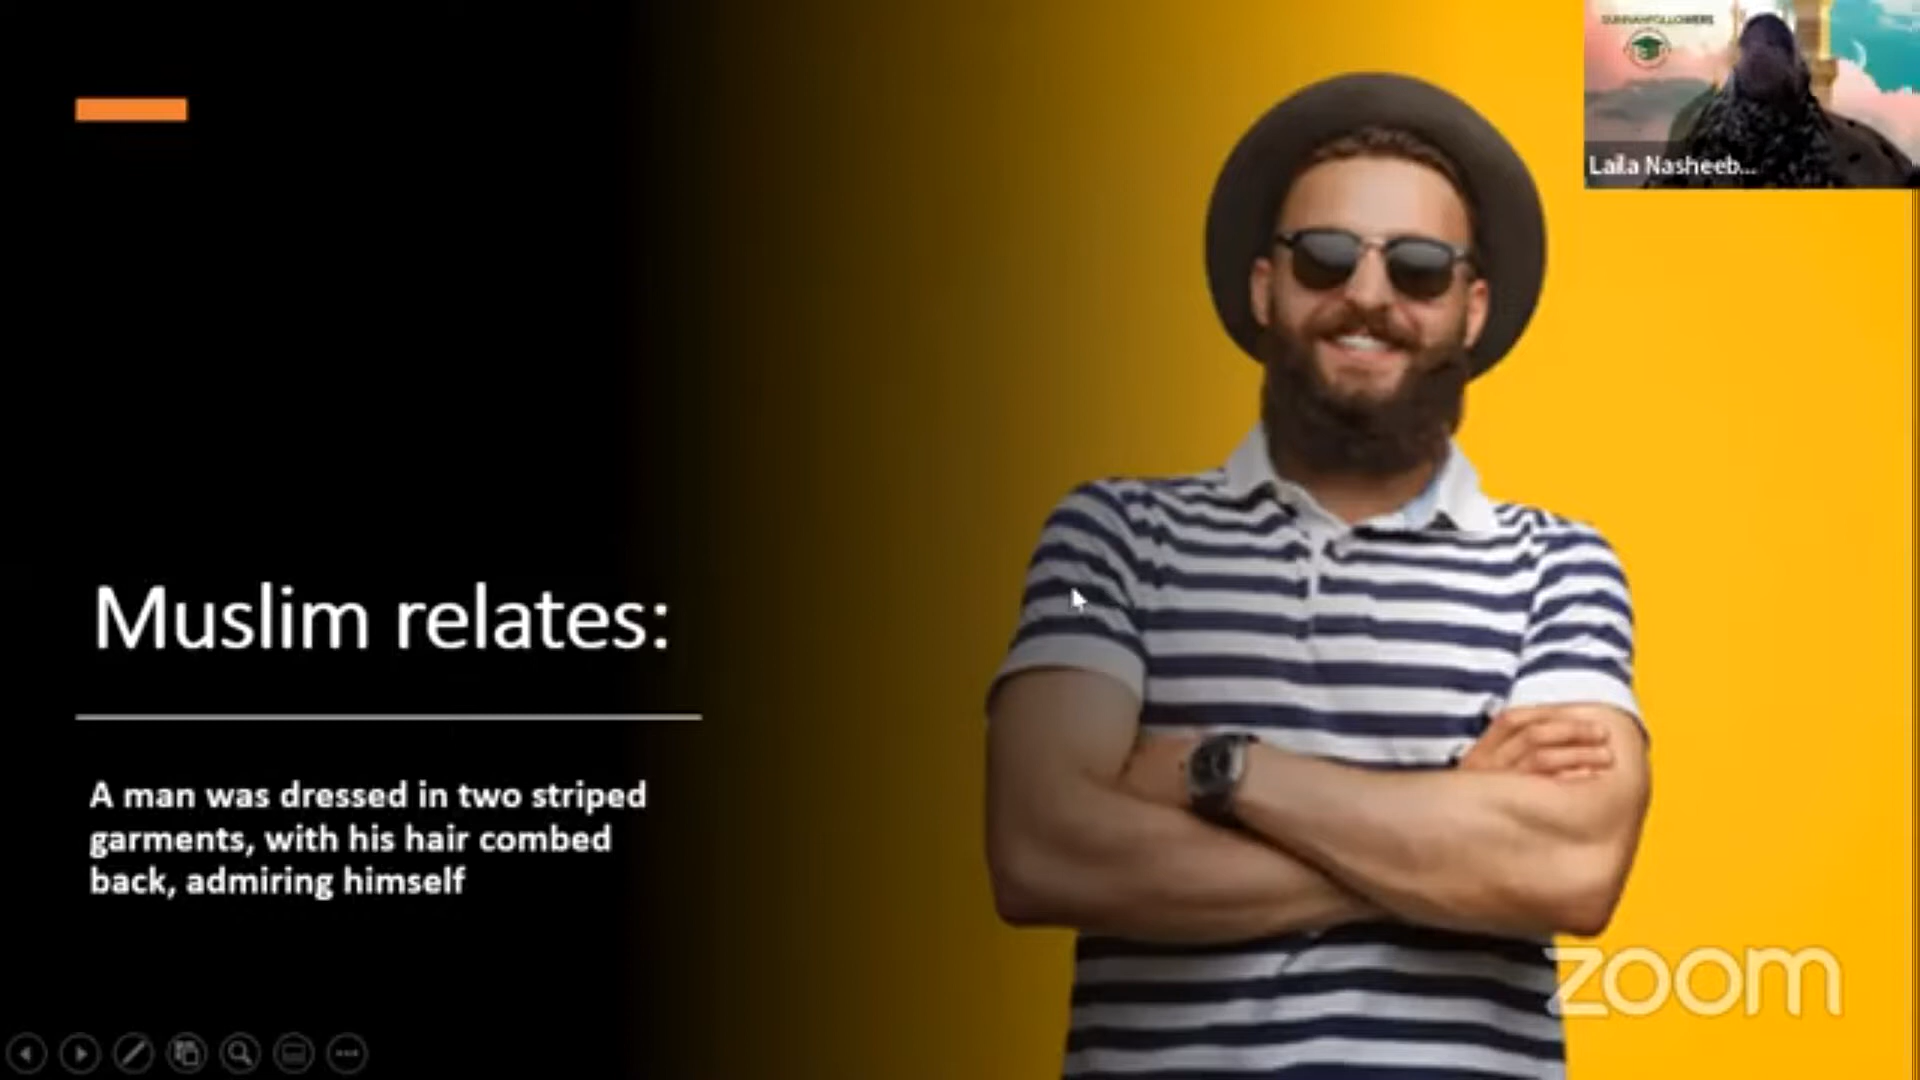 SUNNAHFOLLOWERS
Laila Nasheeb...
Muslim relates:
A man was dressed in two striped
garments, with his hair combed
back, admiring himself
zoom